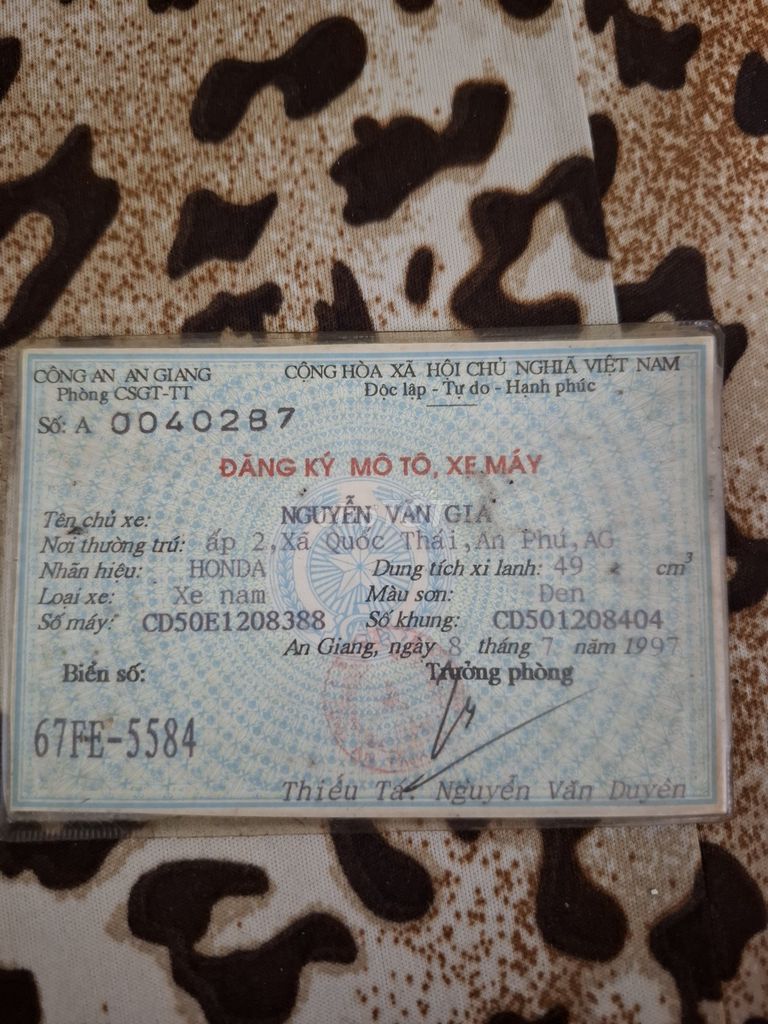 CÔNG AN AN GIANG
Phòng CSGT-TT
CỘNG HÒA XÃ HỘI CHỦ NGHĨA VIỆT NAM
Độc lập - Tự do - Hạnh phúc
Số: A 0040287
ĐĂNG KÝ MÔ TÔ, XE MÁY
Tên chủ xe: NGUYỄN VĂN GIÀ
Nơi thường trú: ấp 2,Xã Quốc Thái,An Phú,AG
Nhãn hiệu: HONDA Dung tích xi lanh: 49 cm³
Loại xe: Xe nam Màu sơn: Đen
Số máy: CD50E1208388 Số khung: CD501208404
An Giang, ngày 8 tháng 7 năm 1997
Biển số: Trưởng phòng
67FE-5584
Thiếu Tá: Nguyễn Văn Duyên